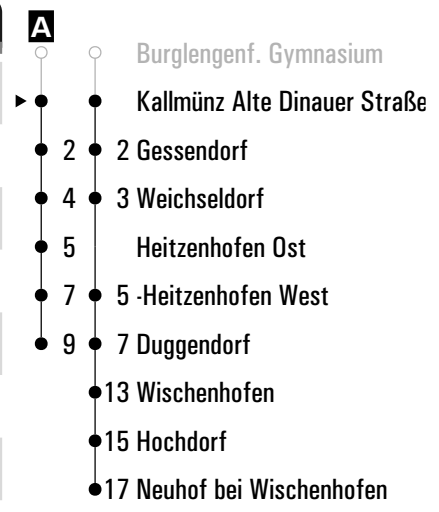 A
Burglengenf. Gymnasium
Kallmünz Alte Dinauer Straße
2 2 Gessendorf
4 3 Weichseldorf
5 Heitzenhofen Ost
7 5 -Heitzenhofen West
9 7 Duggendorf
13 Wischenhofen
15 Hochdorf
17 Neuhof bei Wischenhofen